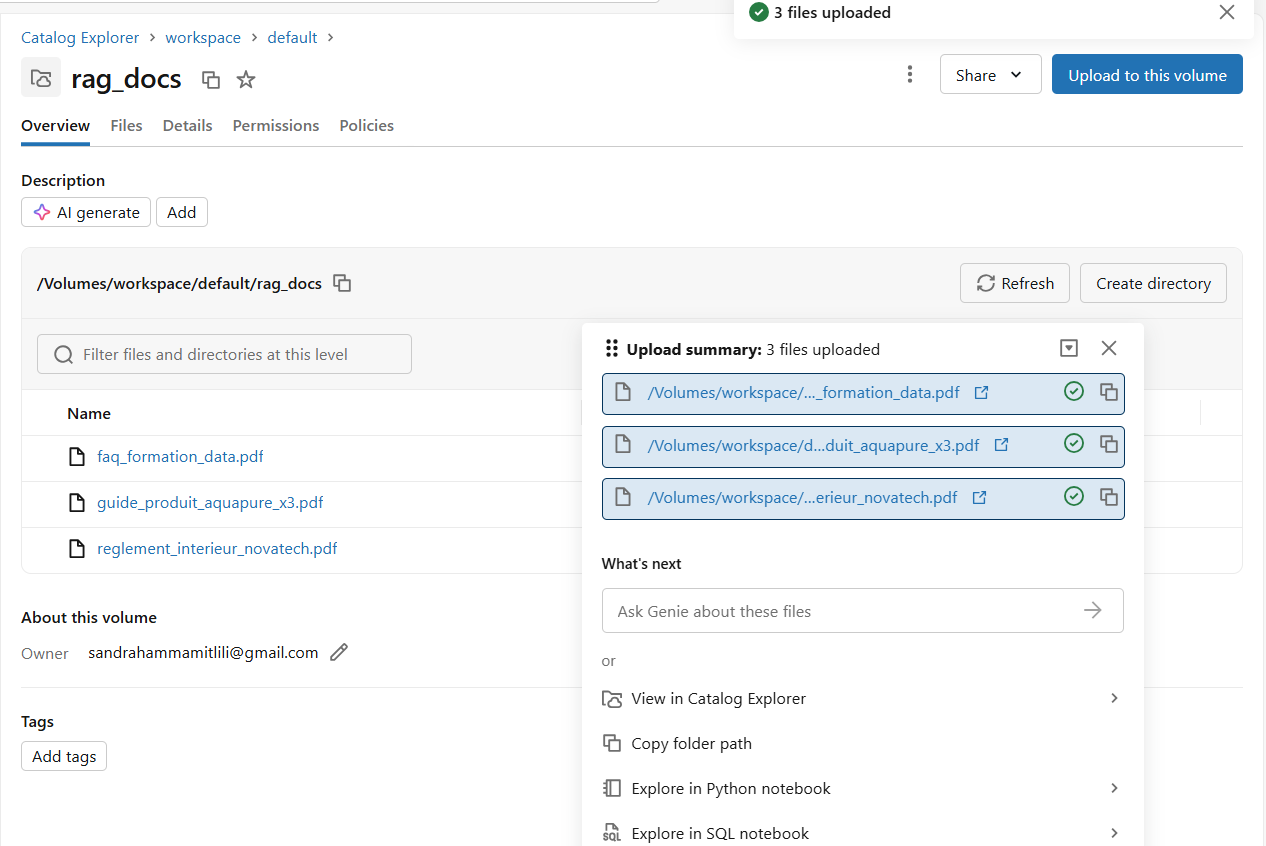 3 files uploaded
Catalog Explorer > workspace > default >
rag_docs
Share
Upload to this volume
Overview Files Details Permissions Policies
Description
AI generate Add
/Volumes/workspace/default/rag_docs
Refresh Create directory
Filter files and directories at this level
Name
faq_formation_data.pdf
guide_produit_aquapure_x3.pdf
reglement_interieur_novatech.pdf
About this volume
Owner sandrahammamitlili@gmail.com
Tags
Add tags
Upload summary: 3 files uploaded
/Volumes/workspace/..._formation_data.pdf
/Volumes/workspace/d...duit_aquapure_x3.pdf
/Volumes/workspace/...erieur_novatech.pdf
What's next
Ask Genie about these files
or
View in Catalog Explorer
Copy folder path
Explore in Python notebook
SQL Explore in SQL notebook